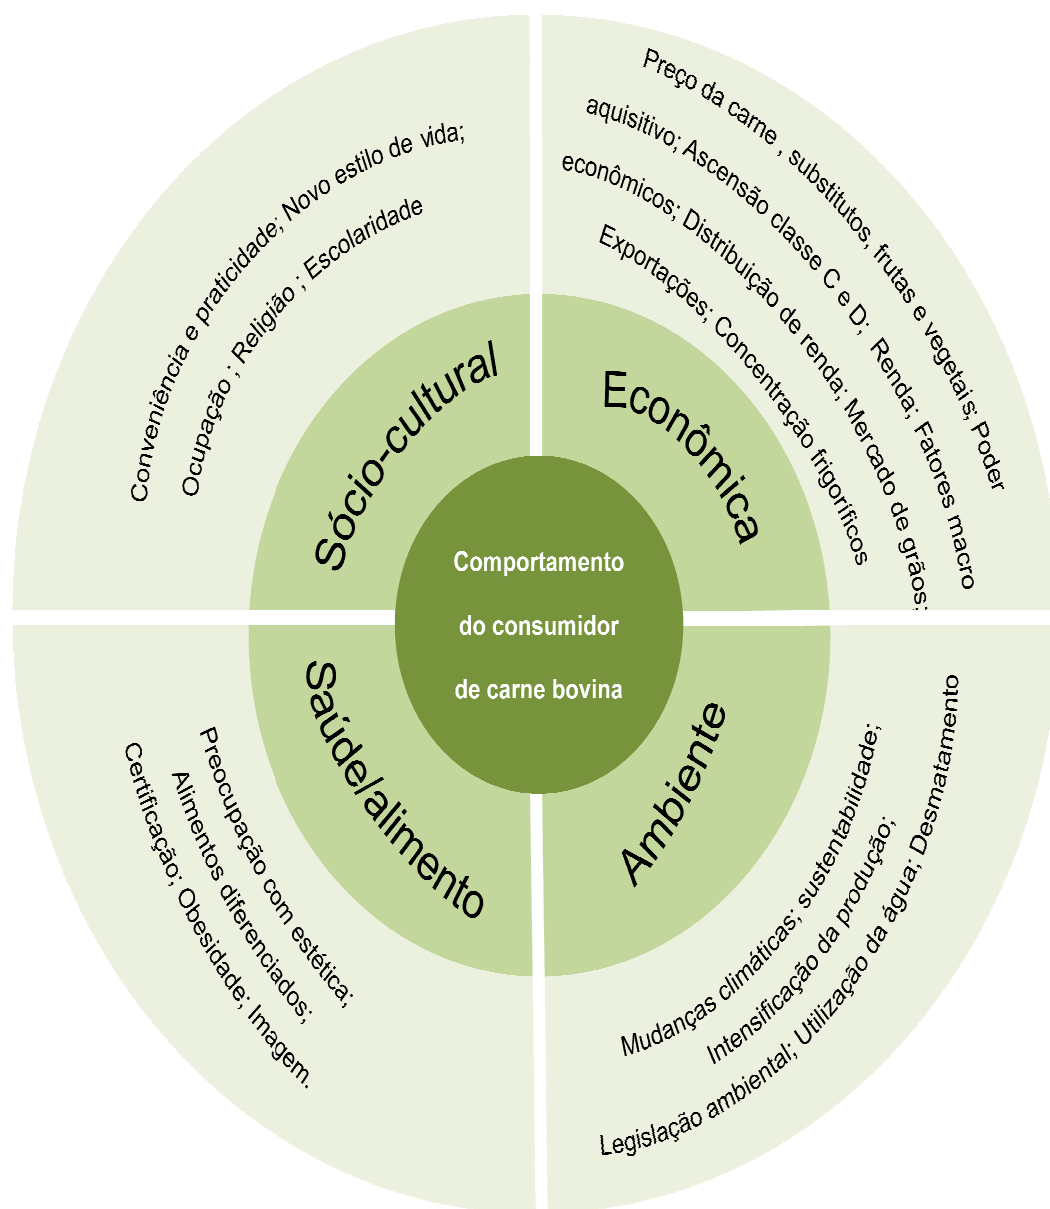 Conveniência e praticidade; Novo estilo de vida;
Ocupação ; Religião ; Escolaridade
Sócio-cultural
Preço da carne , substitutos, frutas e vegetais; Poder
aquisitivo; Ascensão classe C e D; Renda; Fatores macro
econômicos; Distribuição de renda; Mercado de grãos;
Exportações; Concentração frigoríficos
Econômica
Comportamento
do consumidor
de carne bovina
Saúde/alimento
Preocupação com estética;
Alimentos diferenciados;
Certificação; Obesidade; Imagem.
Ambiente
Mudanças climáticas; sustentabilidade;
Intensificação da produção;
Legislação ambiental; Utilização da água; Desmatamento